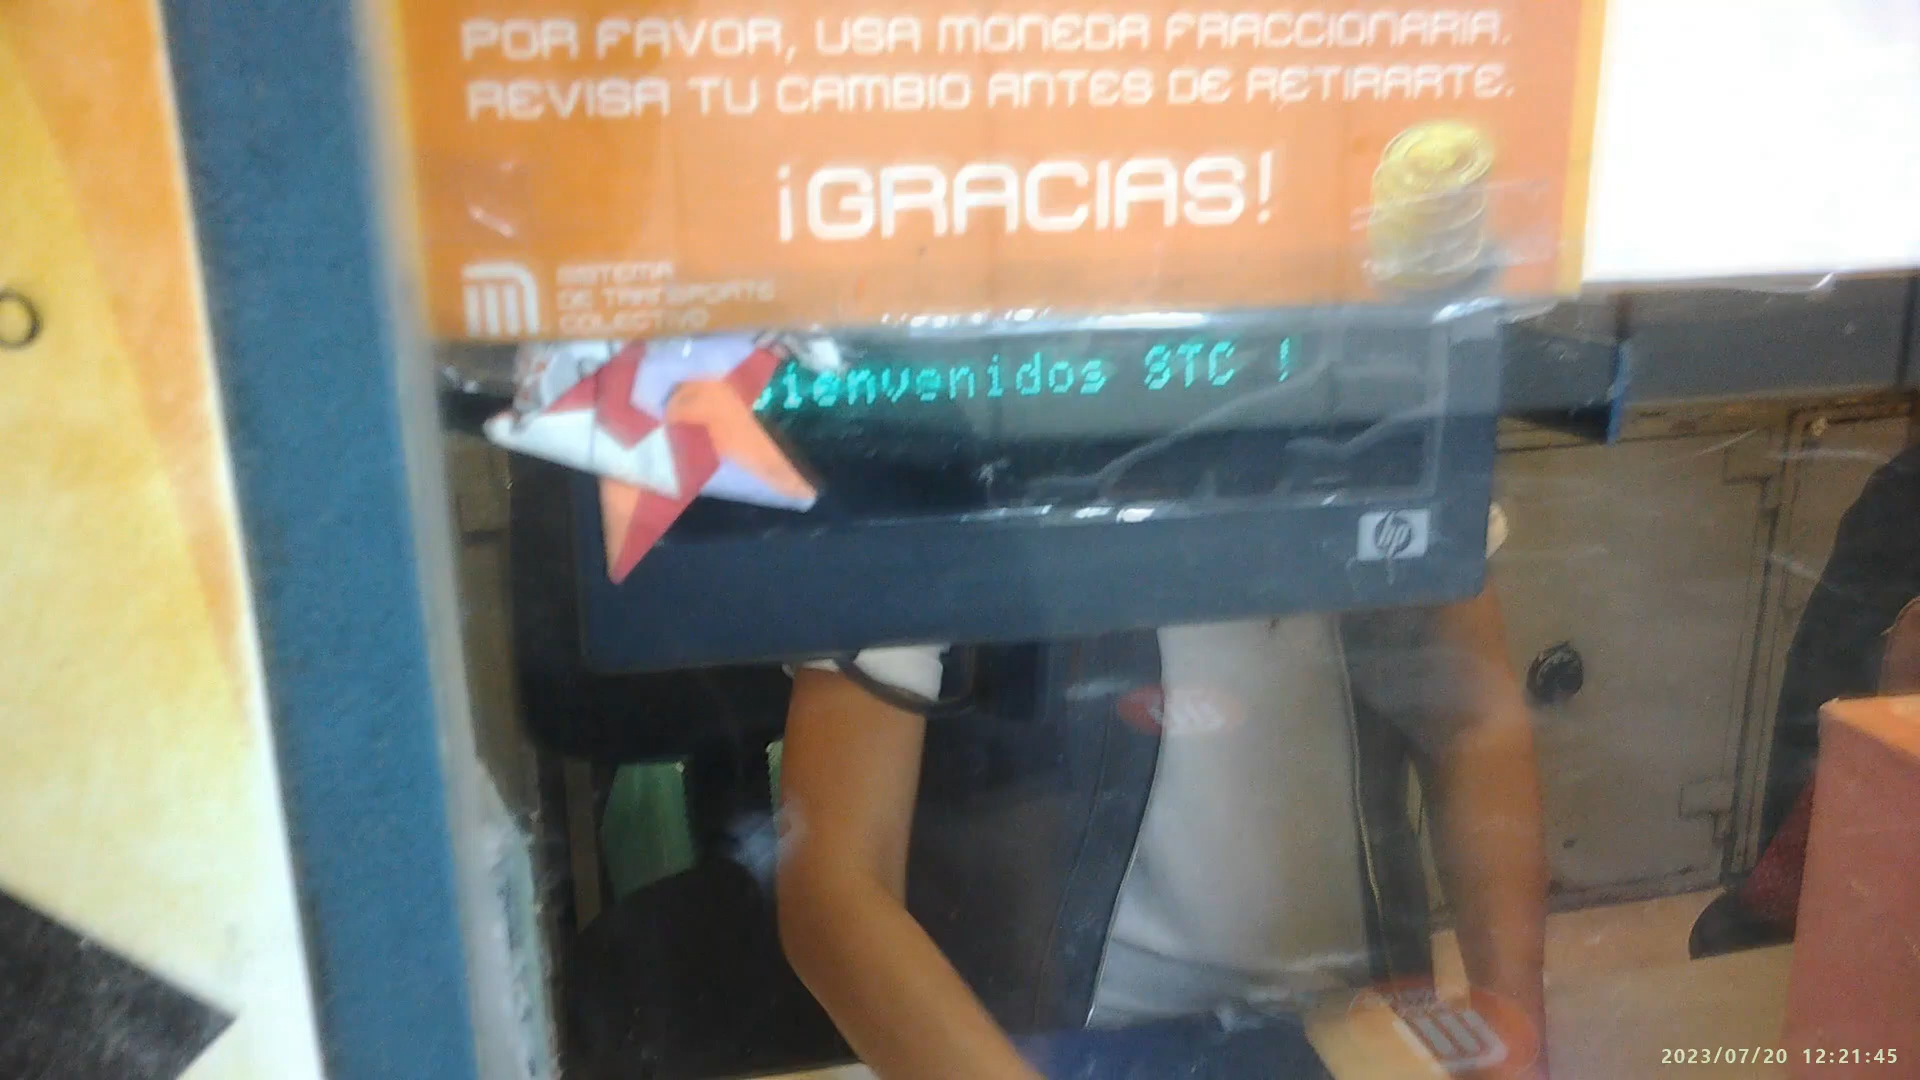 POR FAVOR, USA MONEDA FRACCIONARIA.
REVISA TU CAMBIO ANTES DE RETIRARTE.
¡GRACIAS!
SISTEMA
DE TRANSPORTE
COLECTIVO
Bienvenidos STC !
hp
O
2023/07/20 12:21:45